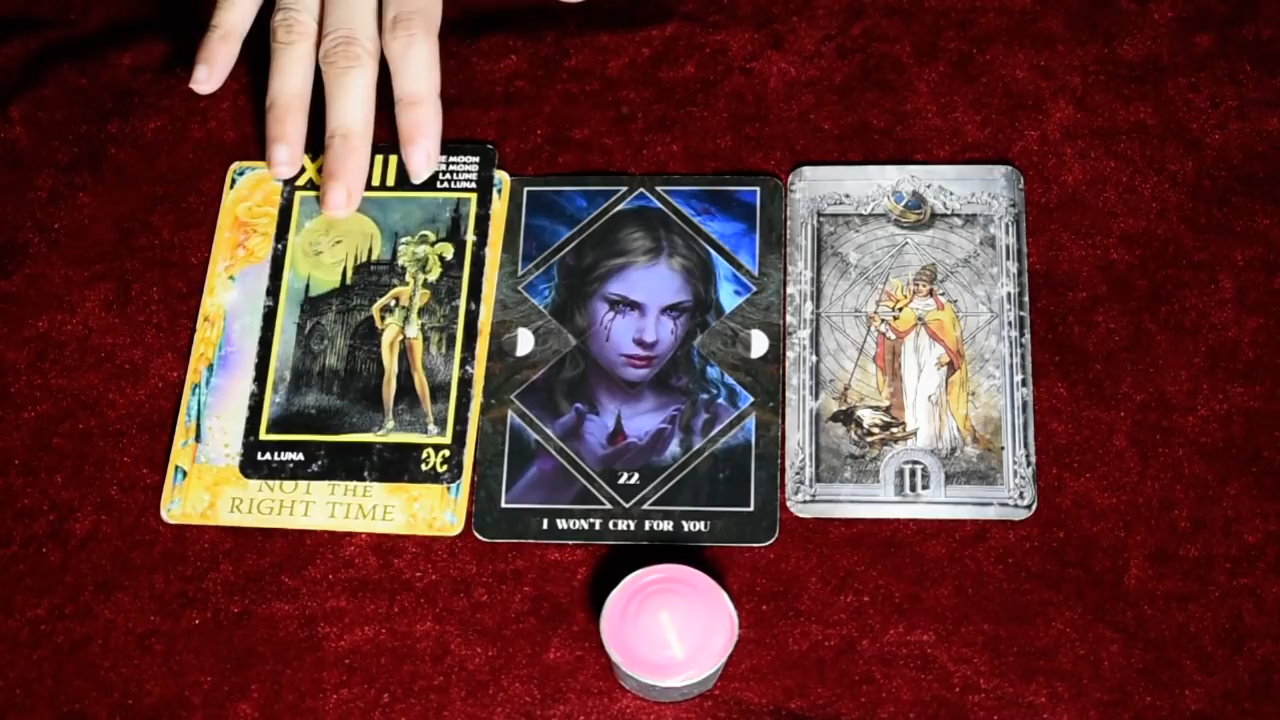 THE MOON
DER MOND
LA LUNE
LA LUNA
LA LUNA
NOT THE
RIGHT TIME
22
I WON'T CRY FOR YOU
II